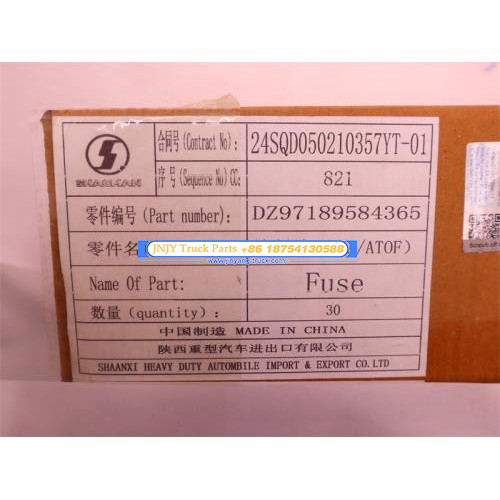 SHACMAN
合同号(Contract No): 24SQD050210357YT-01
序号(Sequence No) CC: 821
零件编号(Part number): DZ97189584365
零件名 /ATOF)
JNJY Truck Parts +86 18754130588
Name Of Part: Fuse
数量(quantity): 30
中国制造 MADE IN CHINA
陕西重型汽车进出口有限公司
SHAANXI HEAVY DUTY AUTOMBILE IMPORT & EXPORT CO.LTD